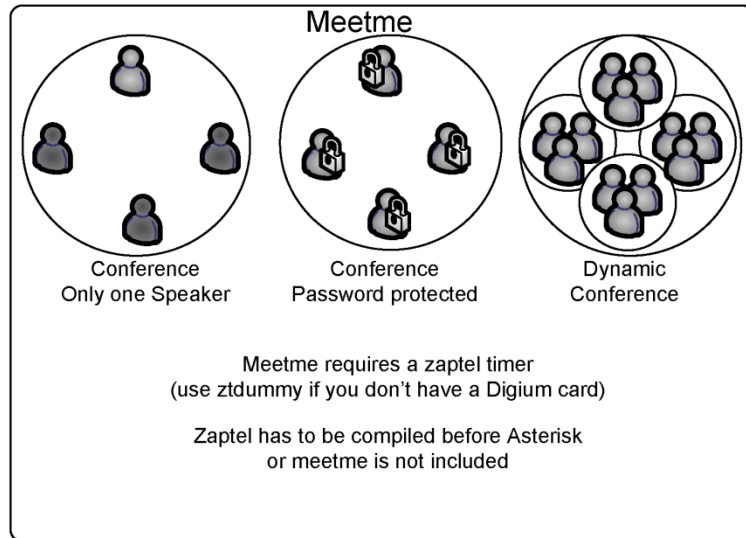 Meetme
Conference
Only one Speaker
Conference
Password protected
Dynamic
Conference
Meetme requires a zaptel timer
(use ztdummy if you don’t have a Digium card)
Zaptel has to be compiled before Asterisk
or meetme is not included